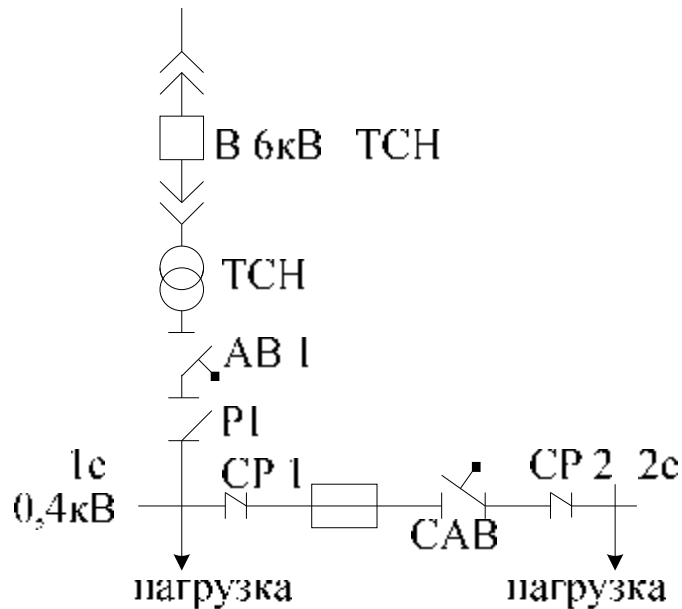 В 6кВ ТСН
ТСН
АВ 1
Р1
1с
0,4кВ
СР 1
САВ
СР 2 2с
нагрузка
нагрузка